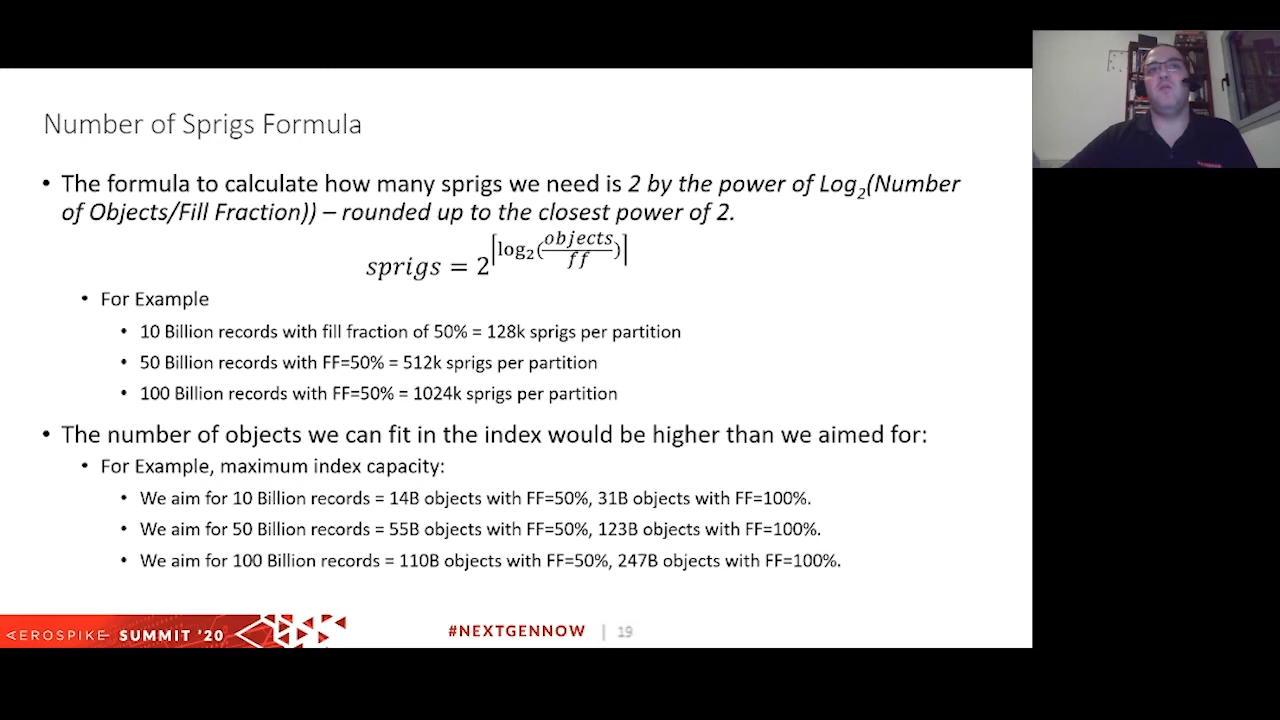 Number of Sprigs Formula
• The formula to calculate how many sprigs we need is 2 by the power of Log2(Number
of Objects/Fill Fraction)) – rounded up to the closest power of 2.
sprigs = 2^⌈log2(objects/ff)⌉
• For Example
• 10 Billion records with fill fraction of 50% = 128k sprigs per partition
• 50 Billion records with FF=50% = 512k sprigs per partition
• 100 Billion records with FF=50% = 1024k sprigs per partition
• The number of objects we can fit in the index would be higher than we aimed for:
• For Example, maximum index capacity:
• We aim for 10 Billion records = 14B objects with FF=50%, 31B objects with FF=100%.
• We aim for 50 Billion records = 55B objects with FF=50%, 123B objects with FF=100%.
• We aim for 100 Billion records = 110B objects with FF=50%, 247B objects with FF=100%.
AEROSPIKE SUMMIT '20
#NEXTGENNOW | 19